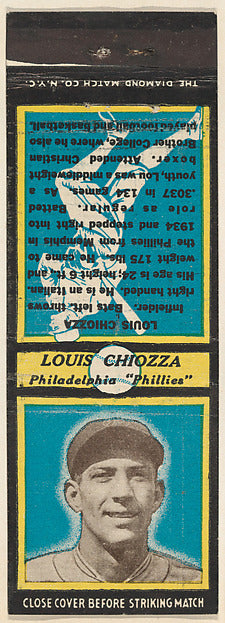 THE DIAMOND MATCH CO. N.Y.C.
LOUIS CHIOZZA
Infielder. Bats left, throws
right handed. He is an Italian.
His age is 24; height 6 ft., and
weight 175 lbs. He came to
the Phillies from Memphis in
1934 and stepped right into
role as regular. Batted
.3037 in 134 games. As a
youth, Lou was a middleweight
boxer. Attended Christian
Brother College, where he also
played football and basketball.
LOUIS CHIOZZA
Philadelphia "Phillies"
CLOSE COVER BEFORE STRIKING MATCH